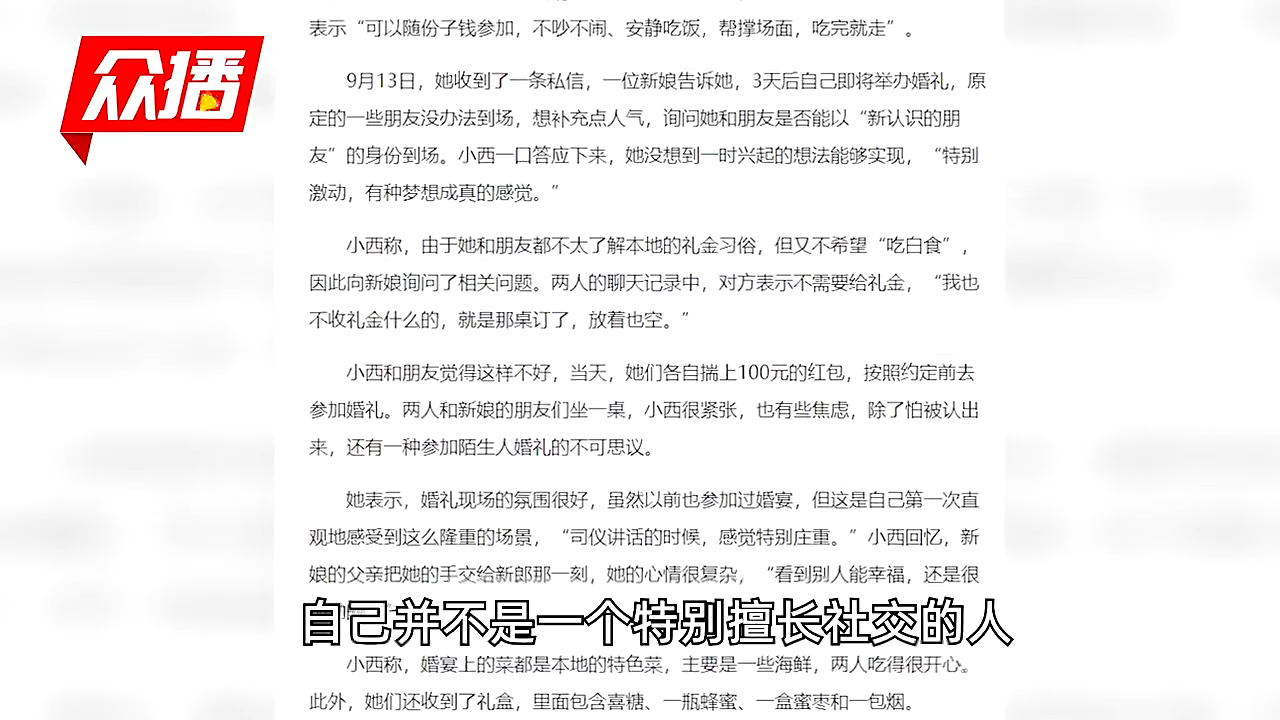 表示“可以随份子钱参加，不吵不闹、安静吃饭，帮撑场面，吃完就走”。
众播
9月13日，她收到了一条私信，一位新娘告诉她，3天后自己即将举办婚礼，原
定的一些朋友没办法到场，想补充点人气，询问她和朋友是否能以“新认识的朋
友”的身份到场。小西一口答应下来，她没想到一时兴起的想法能够实现，“特别
激动，有种梦想成真的感觉。”
小西称，由于她和朋友都不太了解本地的礼金习俗，但又不希望“吃白食”，
因此向新娘询问了相关问题。两人的聊天记录中，对方表示不需要给礼金，“我也
不收礼金什么的，就是那桌订了，放着也空。”
小西和朋友觉得这样不好，当天，她们各自揣上100元的红包，按照约定前去
参加婚礼。两人和新娘的朋友们坐一桌，小西很紧张，也有些焦虑，除了怕被认出
来，还有一种参加陌生人婚礼的不可思议。
她表示，婚礼现场的氛围很好，虽然以前也参加过婚宴，但这是自己第一次直
观地感受到这么隆重的场景，“司仪讲话的时候，感觉特别庄重。”小西回忆，新
娘的父亲把她的手交给新郎那一刻，她的心情很复杂，“看到别人能幸福，还是很
自己并不是一个特别擅长社交的人
小西称，婚宴上的菜都是本地的特色菜，主要是一些海鲜，两人吃得很开心。
此外，她们还收到了礼盒，里面包含喜糖、一瓶蜂蜜、一盒蜜枣和一包烟。